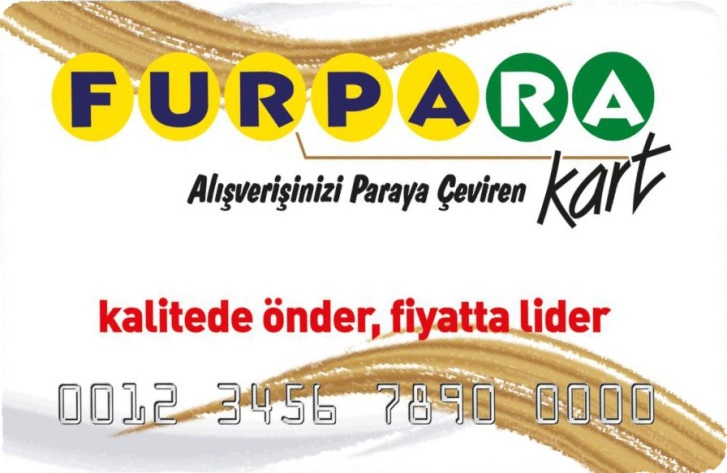 FURPARA
Alışverişinizi Paraya Çeviren kart
kalitede önder, fiyatta lider
0012 3456 7890 0000